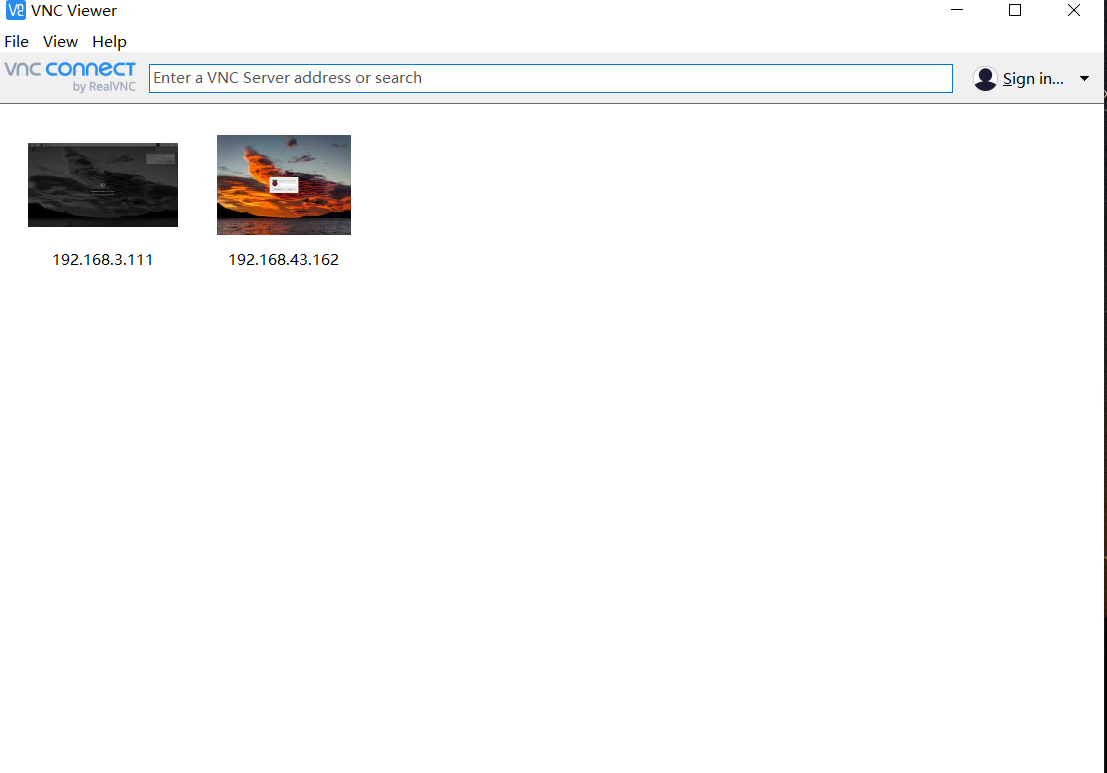 VNC Viewer
File View Help
vnc connect
by RealVNC
Enter a VNC Server address or search
Sign in...
192.168.3.111
192.168.43.162